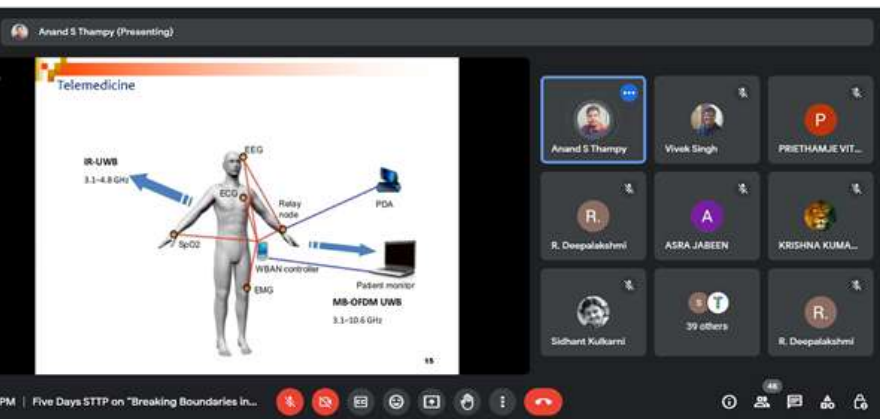 Anand S Thampy (Presenting)
Telemedicine
EEG
IR-UWB
3.1–4.8 GHz
ECG
Relay
node
PDA
SpO2
WBAN controller
Patient monitor
EMG
MB-OFDM UWB
3.1–10.6 GHz
15
Anand S Thampy
Vivek Singh
P
PRIETHAMJE VIT...
R.
R. Deepalakshmi
A
ASRA JABEEN
KRISHNA KUMA...
Sidhant Kulkarni
S
T
39 others
R.
R. Deepalakshmi
PM | Five Days STTP on "Breaking Boundaries in...
48